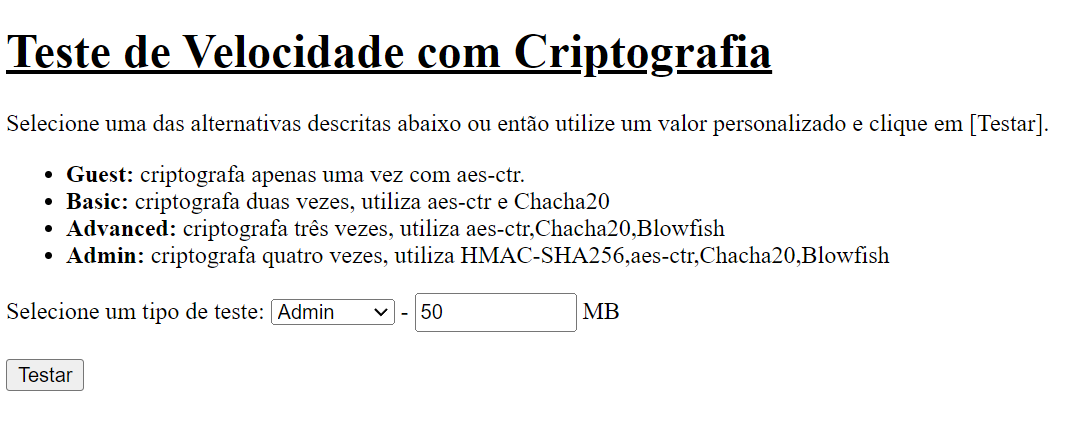 Teste de Velocidade com Criptografia
Selecione uma das alternativas descritas abaixo ou então utilize um valor personalizado e clique em [Testar].
• Guest: criptografa apenas uma vez com aes-ctr.
• Basic: criptografa duas vezes, utiliza aes-ctr e Chacha20
• Advanced: criptografa três vezes, utiliza aes-ctr,Chacha20,Blowfish
• Admin: criptografa quatro vezes, utiliza HMAC-SHA256,aes-ctr,Chacha20,Blowfish
Selecione um tipo de teste: Admin - 50 MB
Testar